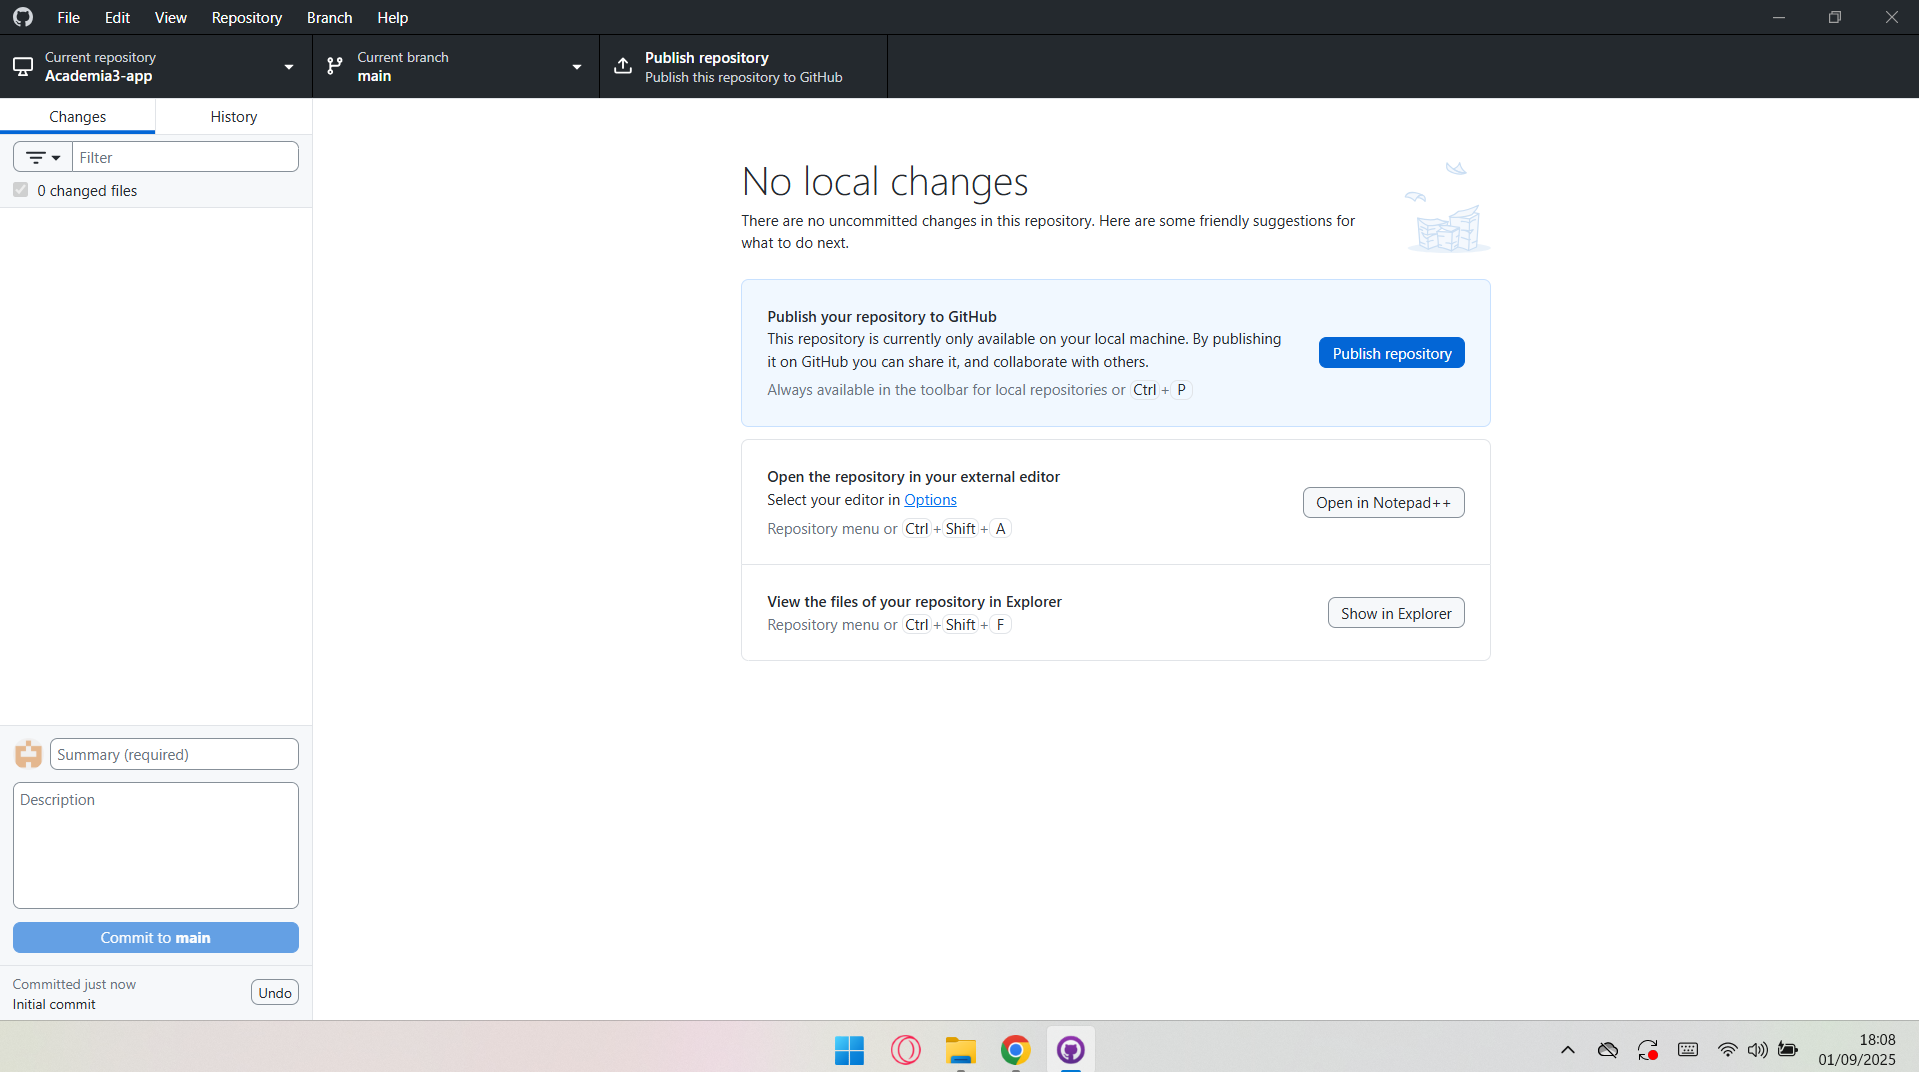 File Edit View Repository Branch Help
Current repository
Academia3-app
Current branch
main
Publish repository
Publish this repository to GitHub
Changes
History
Filter
0 changed files
No local changes
There are no uncommitted changes in this repository. Here are some friendly suggestions for
what to do next.
Publish your repository to GitHub
This repository is currently only available on your local machine. By publishing
it on GitHub you can share it, and collaborate with others.
Always available in the toolbar for local repositories or Ctrl + P
Publish repository
Open the repository in your external editor
Select your editor in Options
Repository menu or Ctrl + Shift + A
Open in Notepad++
View the files of your repository in Explorer
Repository menu or Ctrl + Shift + F
Show in Explorer
Summary (required)
Description
Commit to main
Committed just now
Initial commit
Undo
18:08
01/09/2025